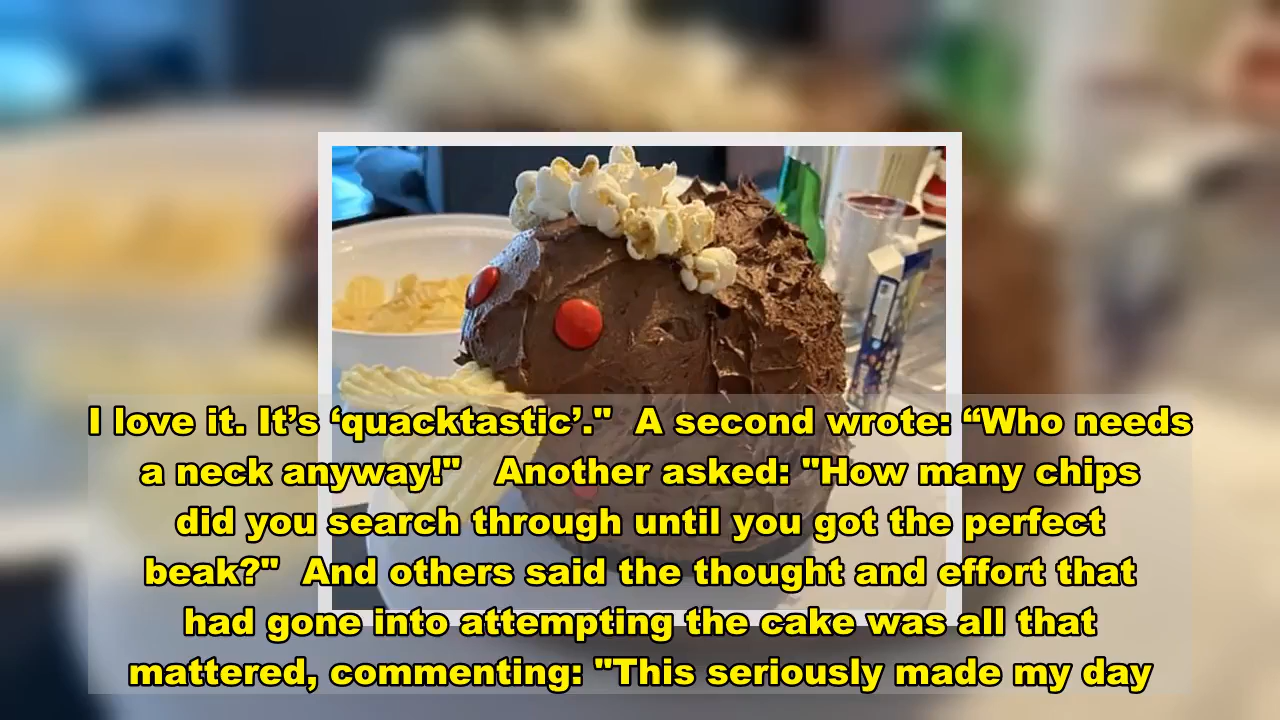 I love it. It’s ‘quacktastic’."  A second wrote: “Who needs
a neck anyway!"   Another asked: "How many chips
did you search through until you got the perfect
beak?"  And others said the thought and effort that
had gone into attempting the cake was all that
mattered, commenting: "This seriously made my day